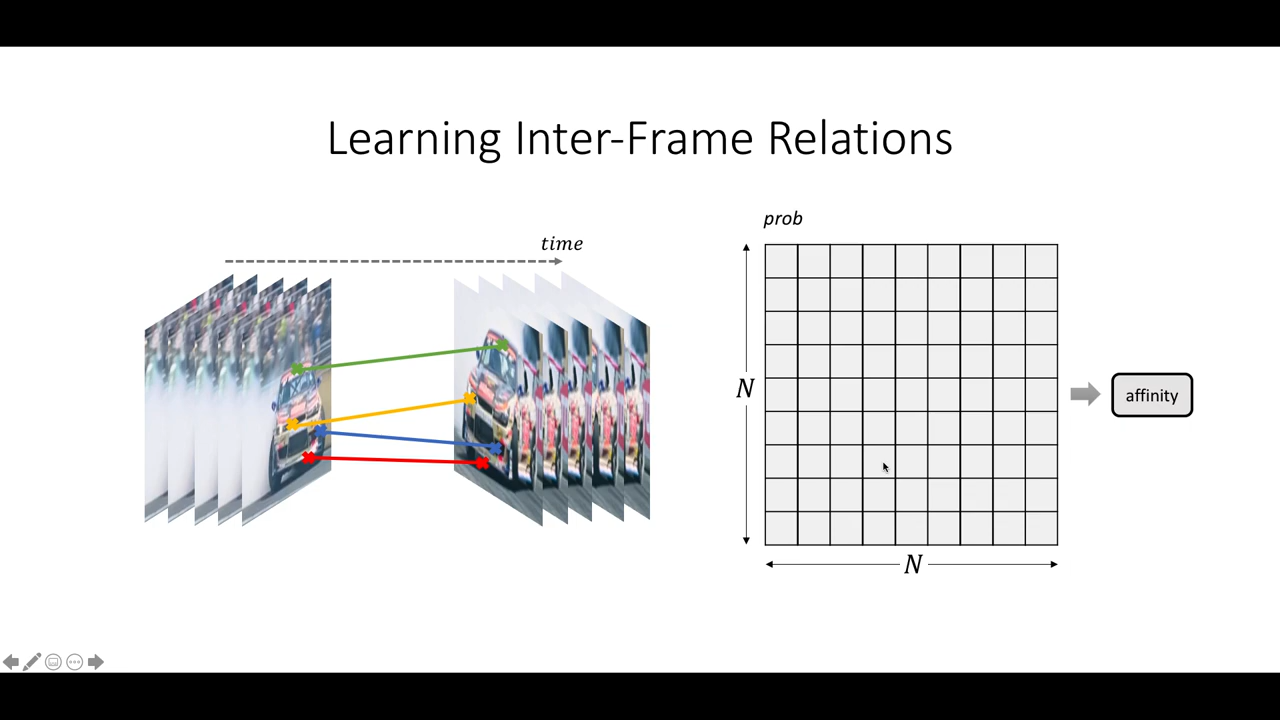 Learning Inter-Frame Relations
time
prob
N
N
affinity